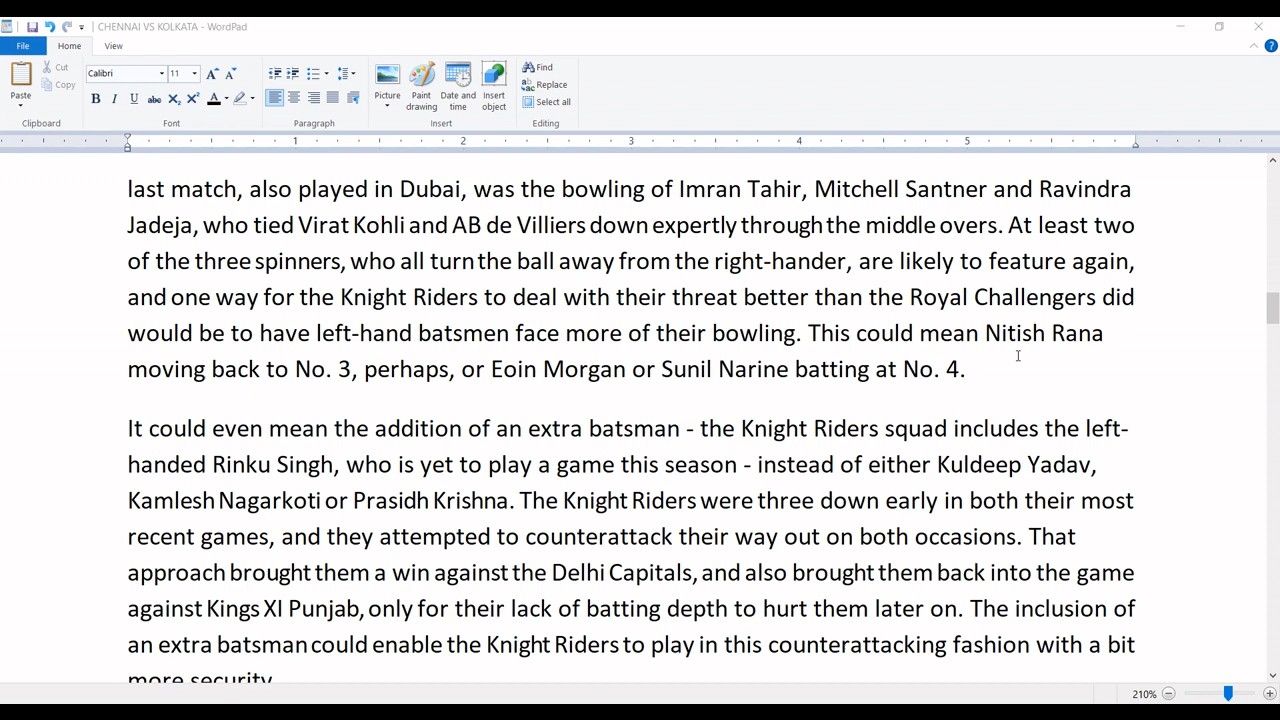 CHENNAI VS KOLKATA - WordPad
File Home View
Cut
Copy
Paste
Calibri 11
Find
Replace
Select all
Picture
Paint drawing
Date and time
Insert object
Clipboard Font Paragraph Insert Editing
1 2 3 4 5
last match, also played in Dubai, was the bowling of Imran Tahir, Mitchell Santner and Ravindra
Jadeja, who tied Virat Kohli and AB de Villiers down expertly through the middle overs. At least two
of the three spinners, who all turn the ball away from the right-hander, are likely to feature again,
and one way for the Knight Riders to deal with their threat better than the Royal Challengers did
would be to have left-hand batsmen face more of their bowling. This could mean Nitish Rana
moving back to No. 3, perhaps, or Eoin Morgan or Sunil Narine batting at No. 4.
It could even mean the addition of an extra batsman - the Knight Riders squad includes the left-
handed Rinku Singh, who is yet to play a game this season - instead of either Kuldeep Yadav,
Kamlesh Nagarkoti or Prasidh Krishna. The Knight Riders were three down early in both their most
recent games, and they attempted to counterattack their way out on both occasions. That
approach brought them a win against the Delhi Capitals, and also brought them back into the game
against Kings XI Punjab, only for their lack of batting depth to hurt them later on. The inclusion of
an extra batsman could enable the Knight Riders to play in this counterattacking fashion with a bit
more security.
210%